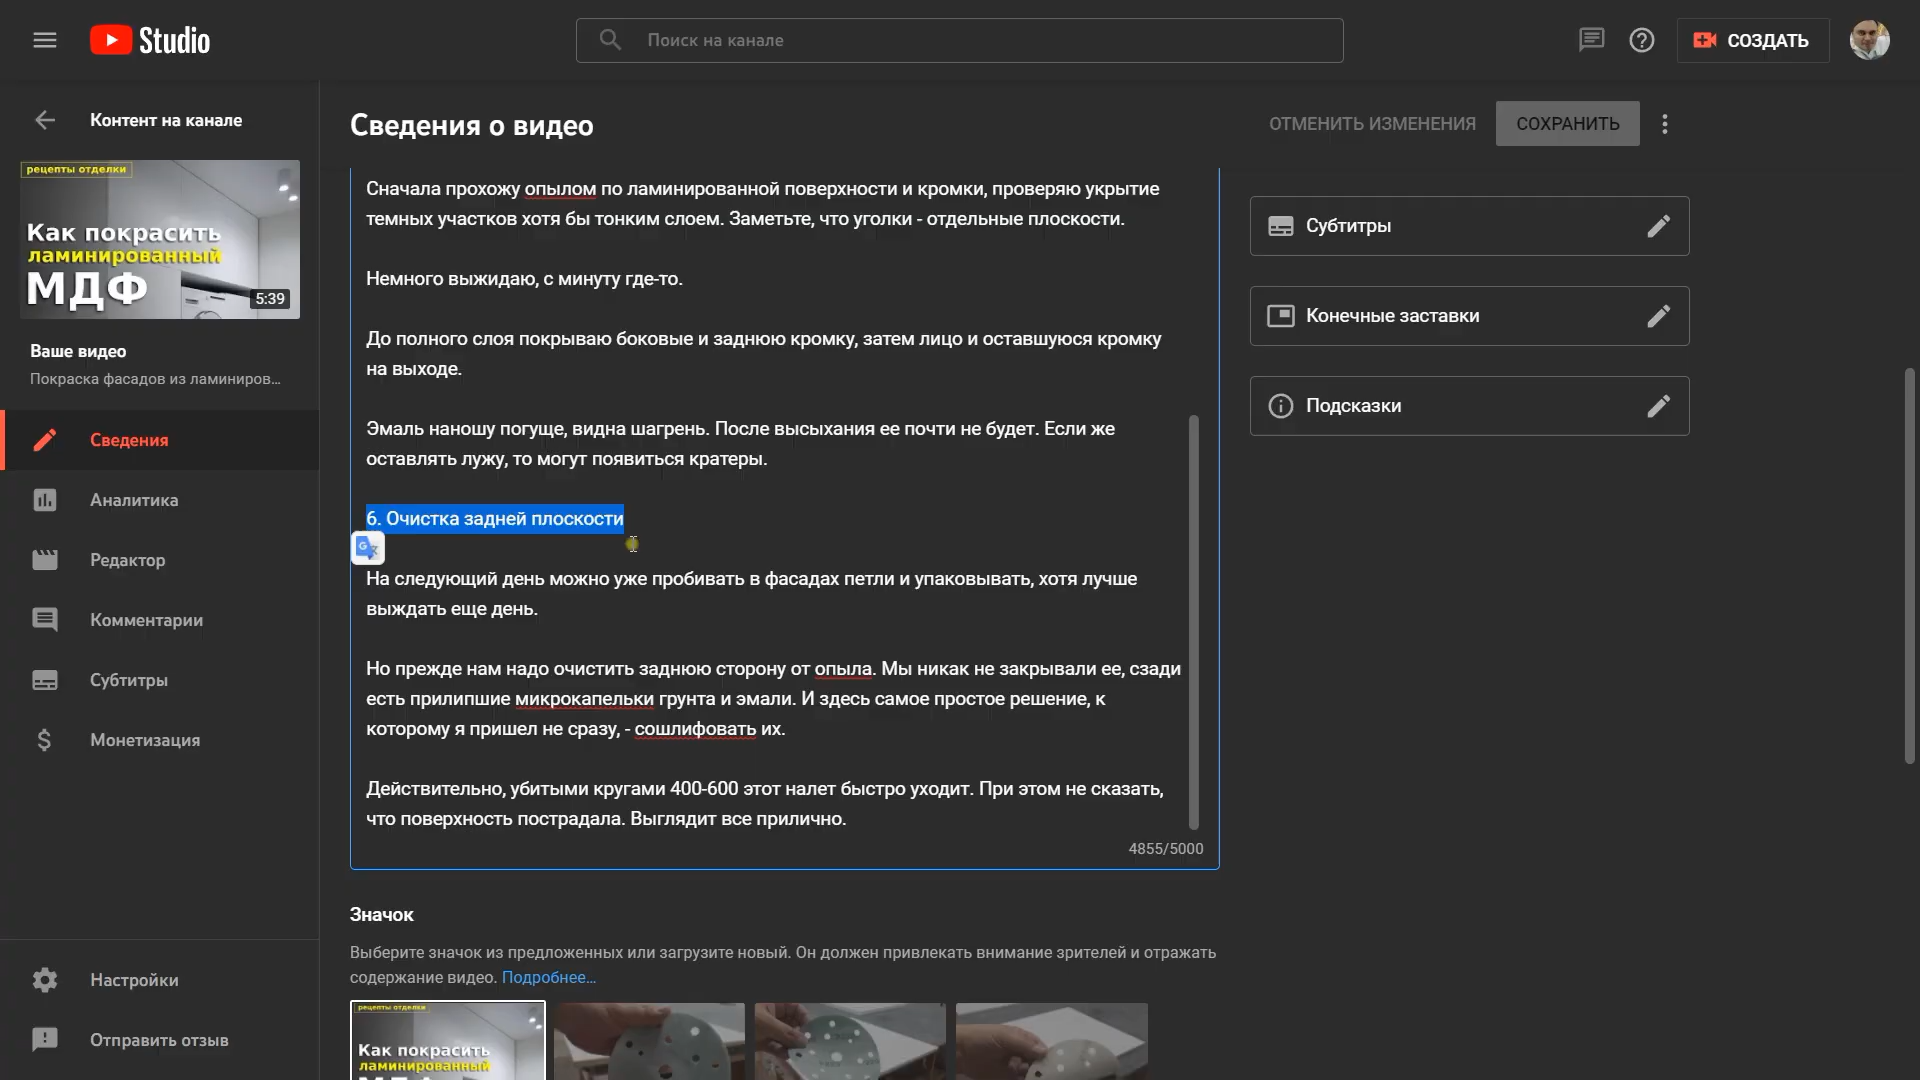 Studio
Поиск на канале
СОЗДАТЬ
Контент на канале
Сведения о видео
ОТМЕНИТЬ ИЗМЕНЕНИЯ
СОХРАНИТЬ
рецепты отделки
Как покрасить
ламинированный
МДФ
5:39
Ваше видео
Покраска фасадов из ламиниров...
Сведения
Аналитика
Редактор
Комментарии
Субтитры
Монетизация
Настройки
Отправить отзыв
Сначала прохожу опылом по ламинированной поверхности и кромки, проверяю укрытие
темных участков хотя бы тонким слоем. Заметьте, что уголки - отдельные плоскости.
Немного выжидаю, с минуту где-то.
До полного слоя покрываю боковые и заднюю кромку, затем лицо и оставшуюся кромку
на выходе.
Эмаль наношу погуще, видна шагрень. После высыхания ее почти не будет. Если же
оставлять лужу, то могут появиться кратеры.
6. Очистка задней плоскости
На следующий день можно уже пробивать в фасадах петли и упаковывать, хотя лучше
выждать еще день.
Но прежде нам надо очистить заднюю сторону от опыла. Мы никак не закрывали ее, сзади
есть прилипшие микрокапельки грунта и эмали. И здесь самое простое решение, к
которому я пришел не сразу, - сошлифовать их.
Действительно, убитыми кругами 400-600 этот налет быстро уходит. При этом не сказать,
что поверхность пострадала. Выглядит все прилично.
4855/5000
Субтитры
Конечные заставки
Подсказки
Значок
Выберите значок из предложенных или загрузите новый. Он должен привлекать внимание зрителей и отражать
содержание видео. Подробнее...
рецепты отделки
Как покрасить
ламинированный